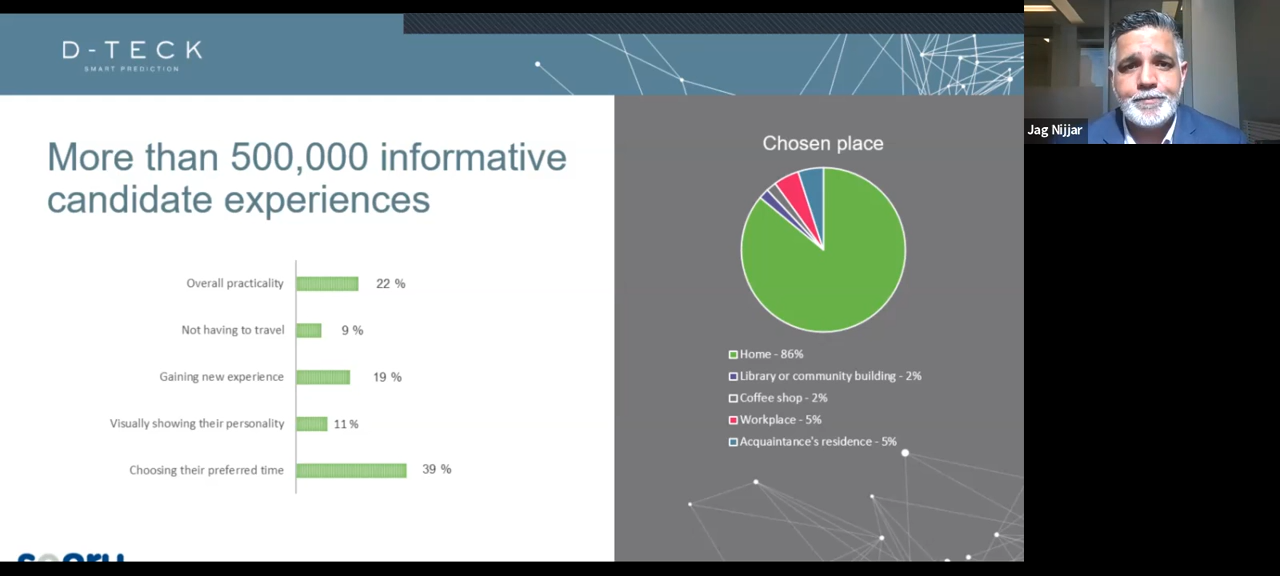 D-TECK
SMART PREDICTION
More than 500,000 informative
candidate experiences
Overall practicality 22 %
Not having to travel 9 %
Gaining new experience 19 %
Visually showing their personality 11 %
Choosing their preferred time 39 %
Chosen place
Home - 86%
Library or community building - 2%
Coffee shop - 2%
Workplace - 5%
Acquaintance's residence - 5%
Jag Nijjar